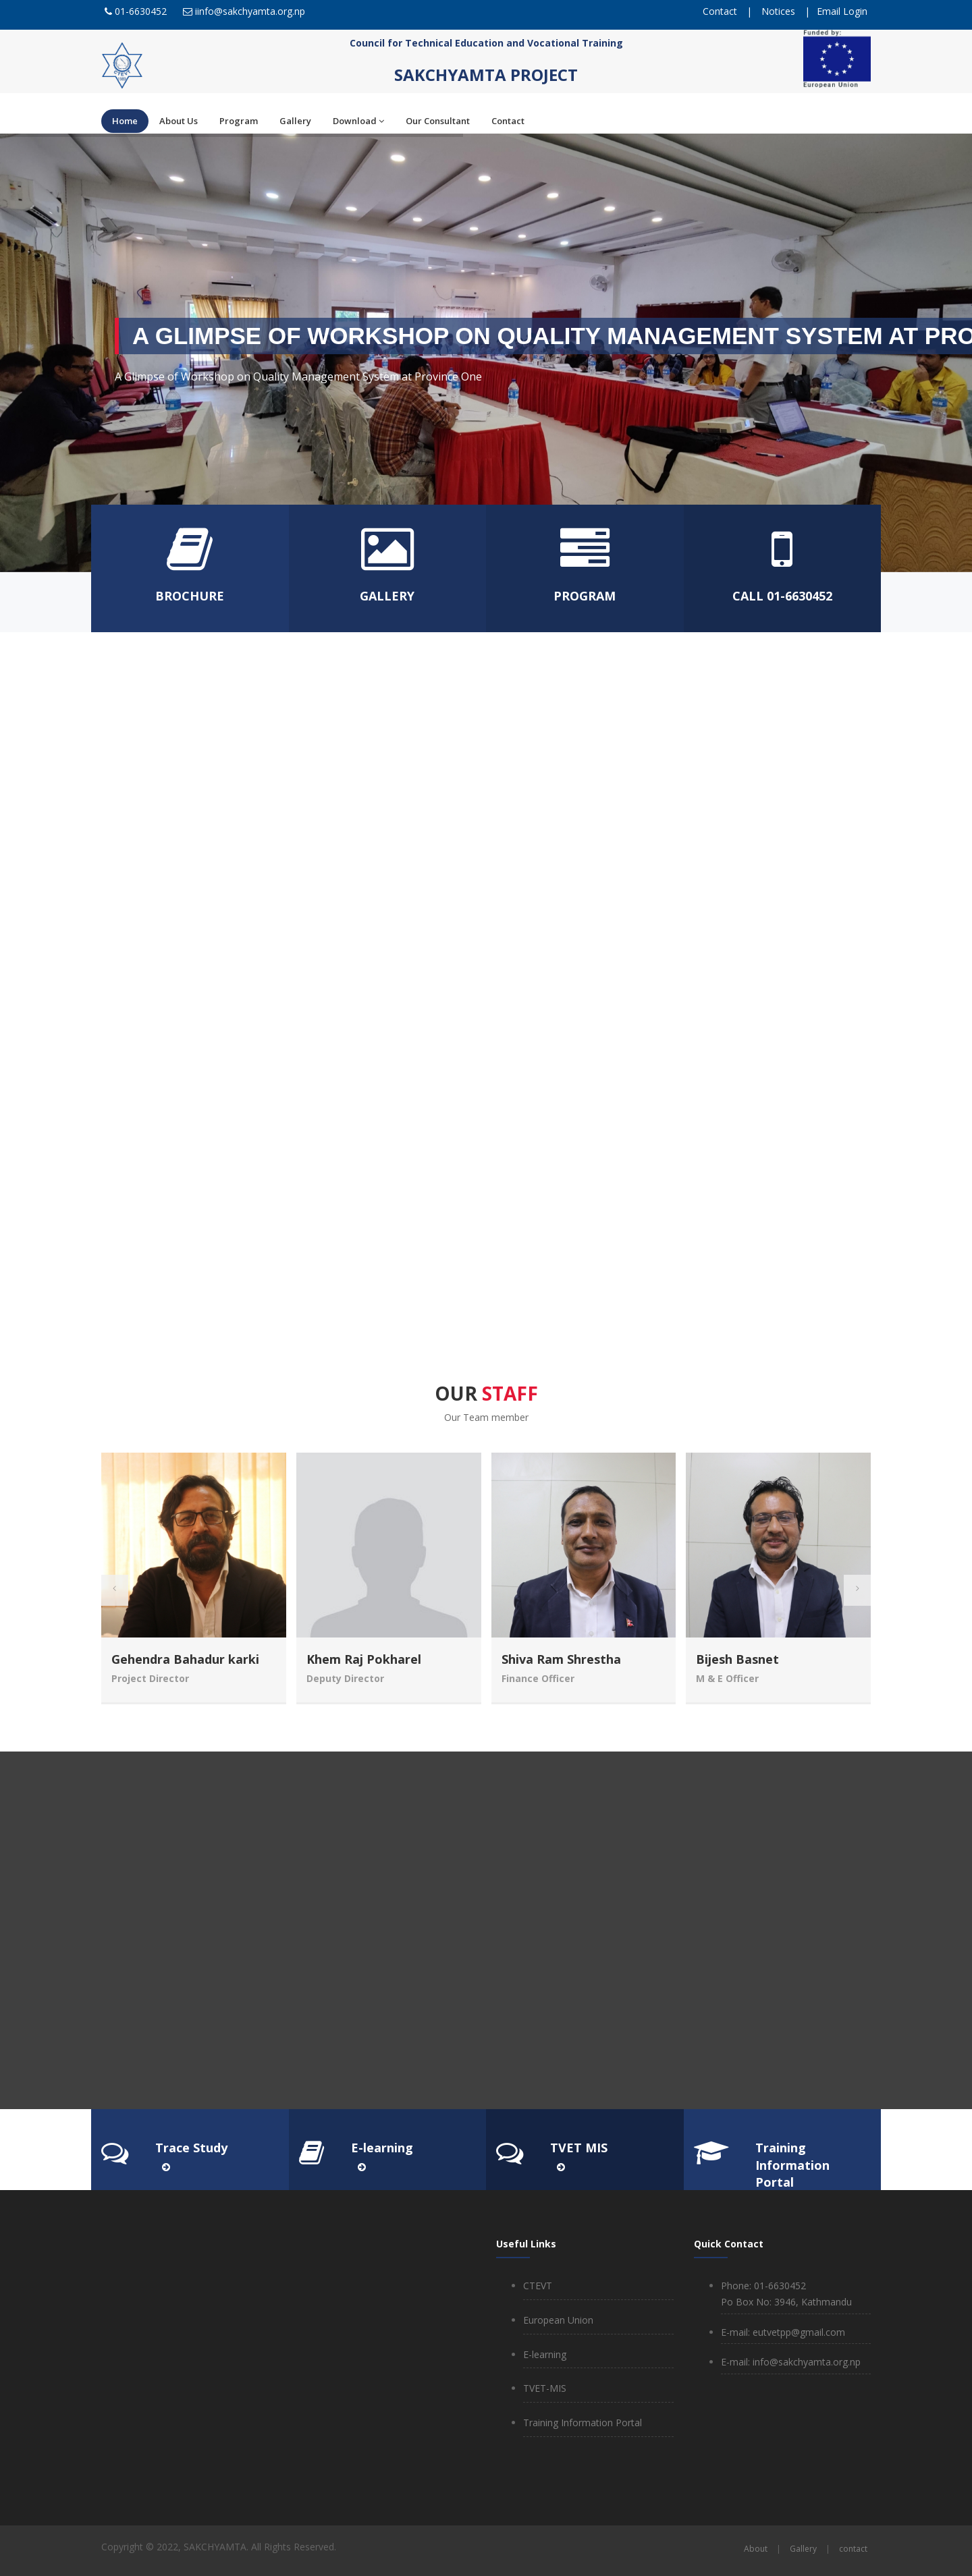 01-6630452 iinfo@sakchyamta.org.np Contact | Notices | Email Login
Council for Technical Education and Vocational Training
SAKCHYAMTA PROJECT
Funded by:
European Union
Home About Us Program Gallery Download Our Consultant Contact
A GLIMPSE OF WORKSHOP ON QUALITY MANAGEMENT SYSTEM AT PRO
A Glimpse of Workshop on Quality Management System at Province One
BROCHURE GALLERY PROGRAM CALL 01-6630452
OUR STAFF
Our Team member
Gehendra Bahadur karki
Project Director
Khem Raj Pokharel
Deputy Director
Shiva Ram Shrestha
Finance Officer
Bijesh Basnet
M & E Officer
Trace Study
E-learning
TVET MIS
Training
Information
Portal
Useful Links
CTEVT
European Union
E-learning
TVET-MIS
Training Information Portal
Quick Contact
Phone: 01-6630452
Po Box No: 3946, Kathmandu
E-mail: eutvetpp@gmail.com
E-mail: info@sakchyamta.org.np
Copyright © 2022, SAKCHYAMTA. All Rights Reserved.
About | Gallery | contact